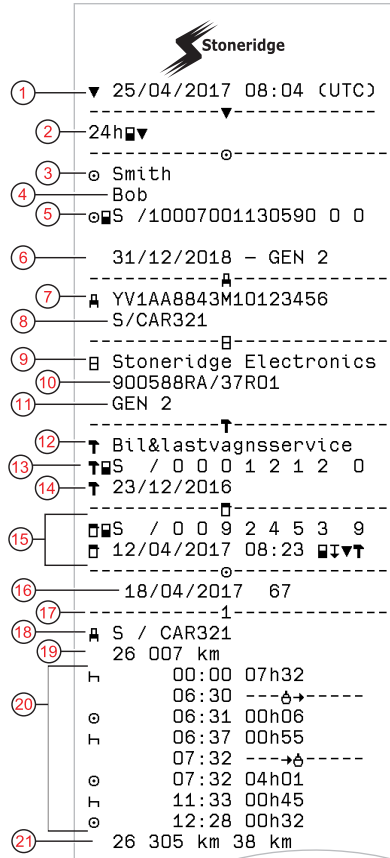 Stoneridge
1 ▼ 25/04/2017 08:04 (UTC)
2 24h▼
3 Smith
4 Bob
5 S /1000700113059 0 0 0
6 31/12/2018 – GEN 2
7 YV1AA8843M10123456
8 S/CAR321
9 Stoneridge Electronics
10 900588RA/37R01
11 GEN 2
12 Bil&lastvagnsservice
13 S / 0 0 0 1 2 1 2 0
14 23/12/2016
15 S / 0 0 9 2 4 5 3 9
12/04/2017 08:23
16 18/04/2017 67
17 1
18 S / CAR321
19 26 007 km
20 00:00 07h32
06:30
06:31 00h06
06:37 00h55
07:32
07:32 04h01
11:33 00h45
12:28 00h32
21 26 305 km 38 km